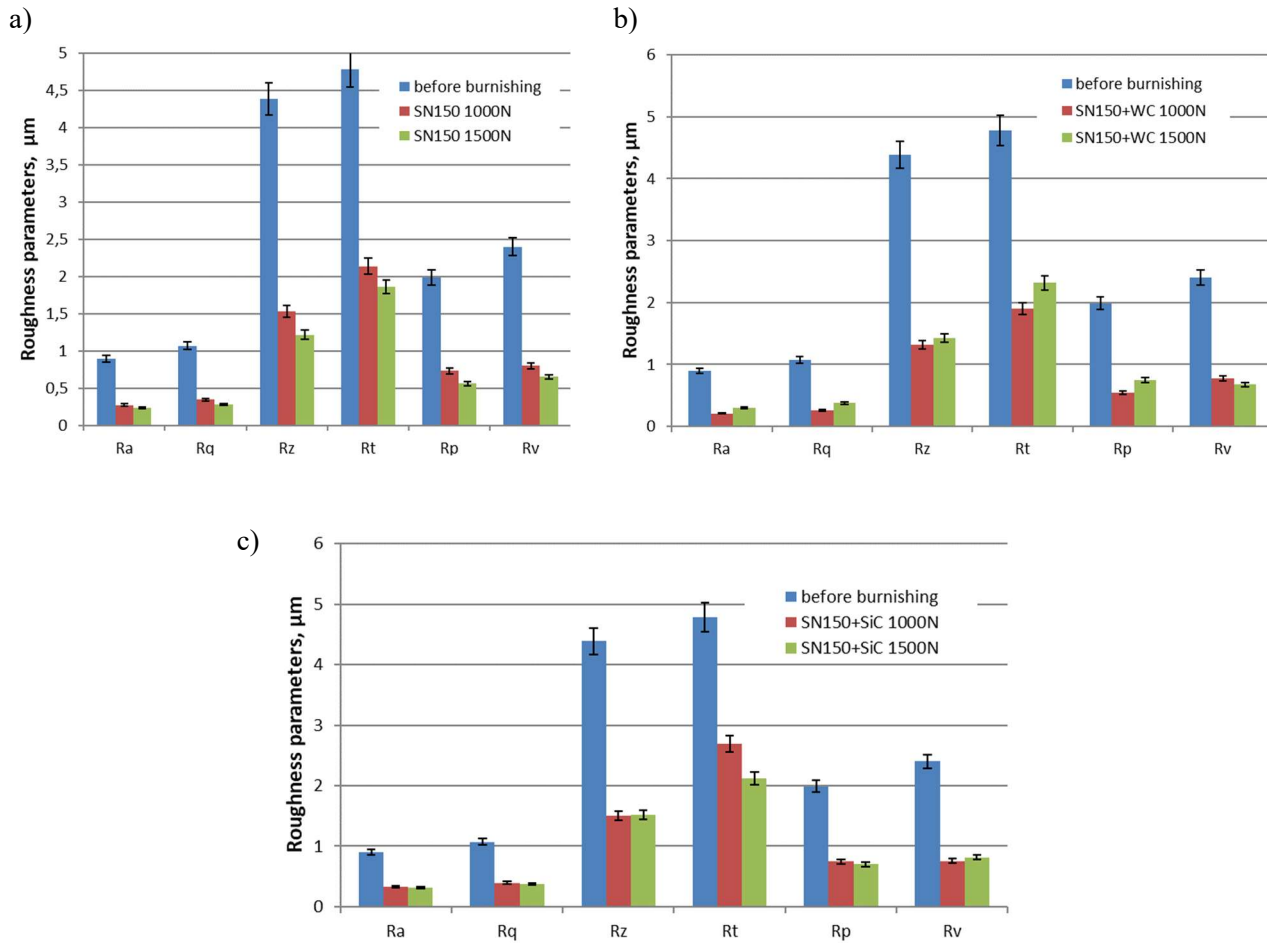 a)
5
4,5
4
3,5
3
2,5
2
1,5
1
0,5
0
Roughness parameters, µm
before burnishing
SN150 1000N
SN150 1500N
Ra Rq Rz Rt Rp Rv
b)
6
5
4
3
2
1
0
Roughness parameters, µm
before burnishing
SN150+WC 1000N
SN150+WC 1500N
Ra Rq Rz Rt Rp Rv
c)
6
5
4
3
2
1
0
Roughness parameters, µm
before burnishing
SN150+SiC 1000N
SN150+SiC 1500N
Ra Rq Rz Rt Rp Rv